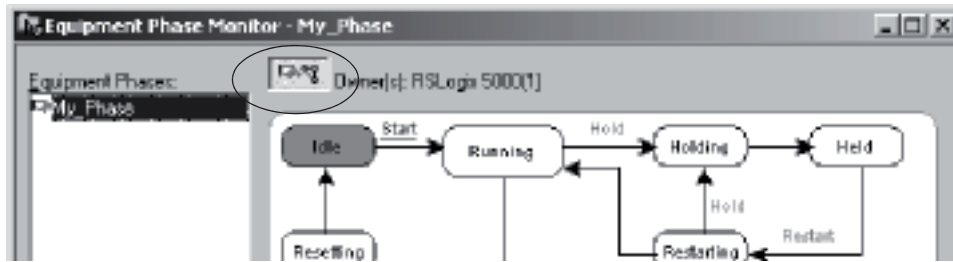 Equipment Phase Monitor - My_Phase
Equipment Phases:
Owner(s): RSLogix 5000(1)
My_Phase
Start
Hold
Idle
Running
Holding
Held
Hold
Restart
Resetting
Restarting